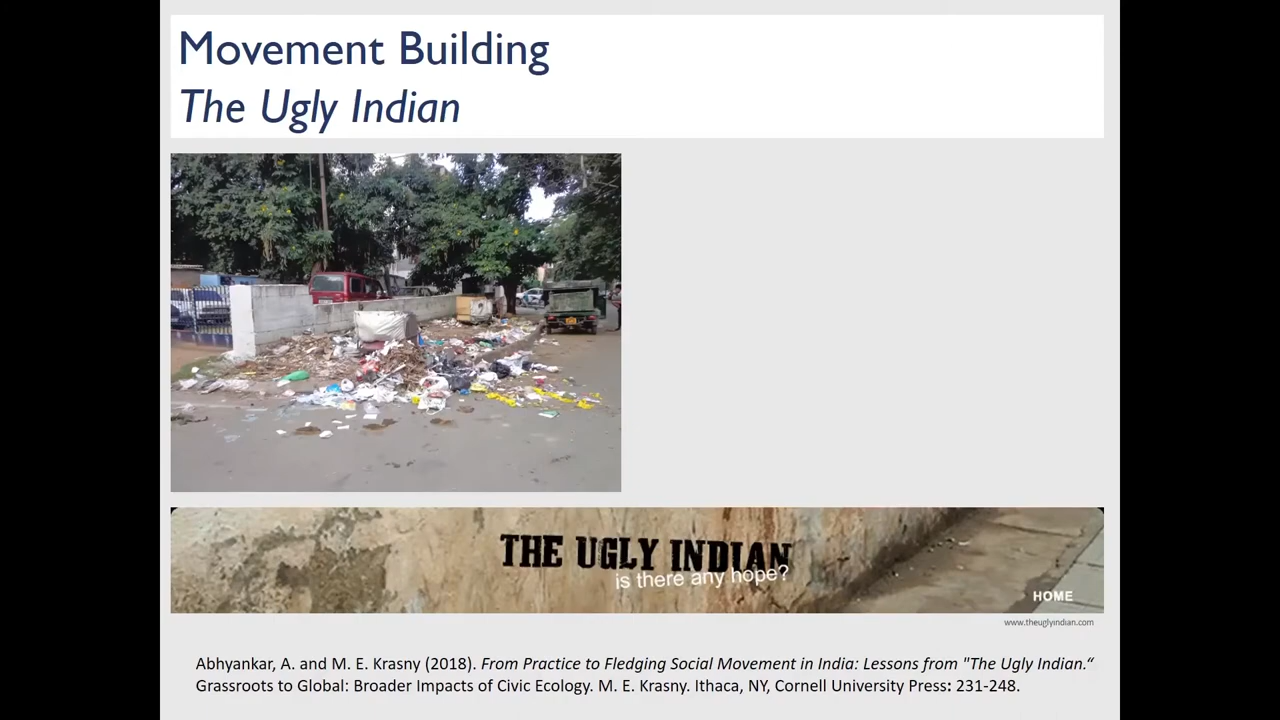 Movement Building
The Ugly Indian
THE UGLY INDIAN
is there any hope?
HOME
www.theuglyindian.com
Abhyankar, A. and M. E. Krasny (2018). From Practice to Fledging Social Movement in India: Lessons from "The Ugly Indian.“
Grassroots to Global: Broader Impacts of Civic Ecology. M. E. Krasny. Ithaca, NY, Cornell University Press: 231-248.